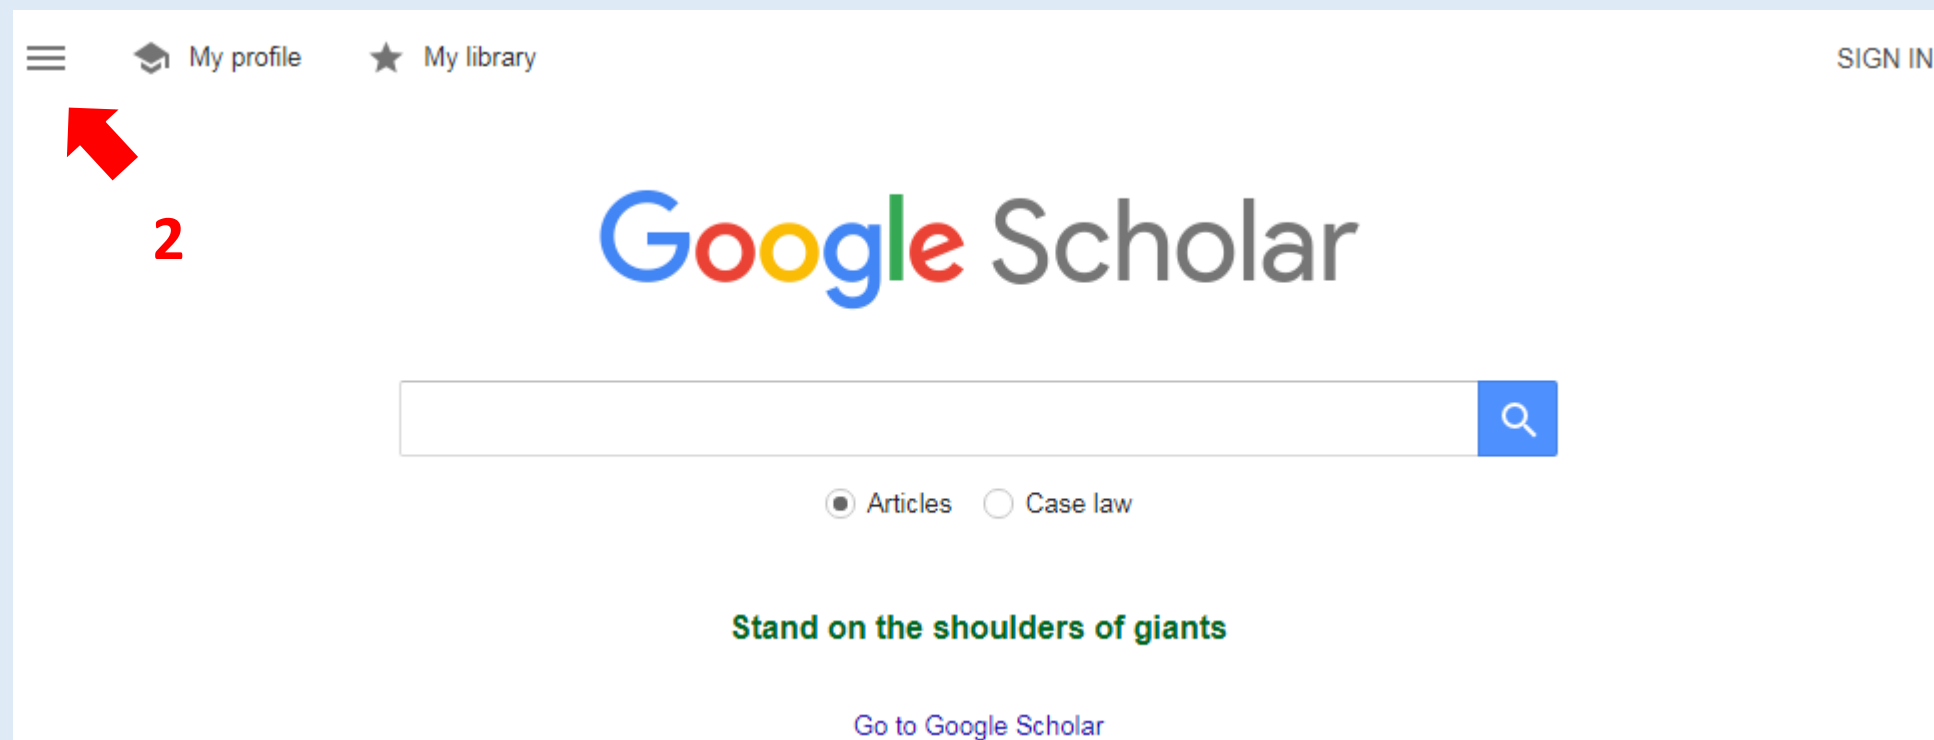 My profile My library SIGN IN
2
Google Scholar
Articles Case law
Stand on the shoulders of giants
Go to Google Scholar